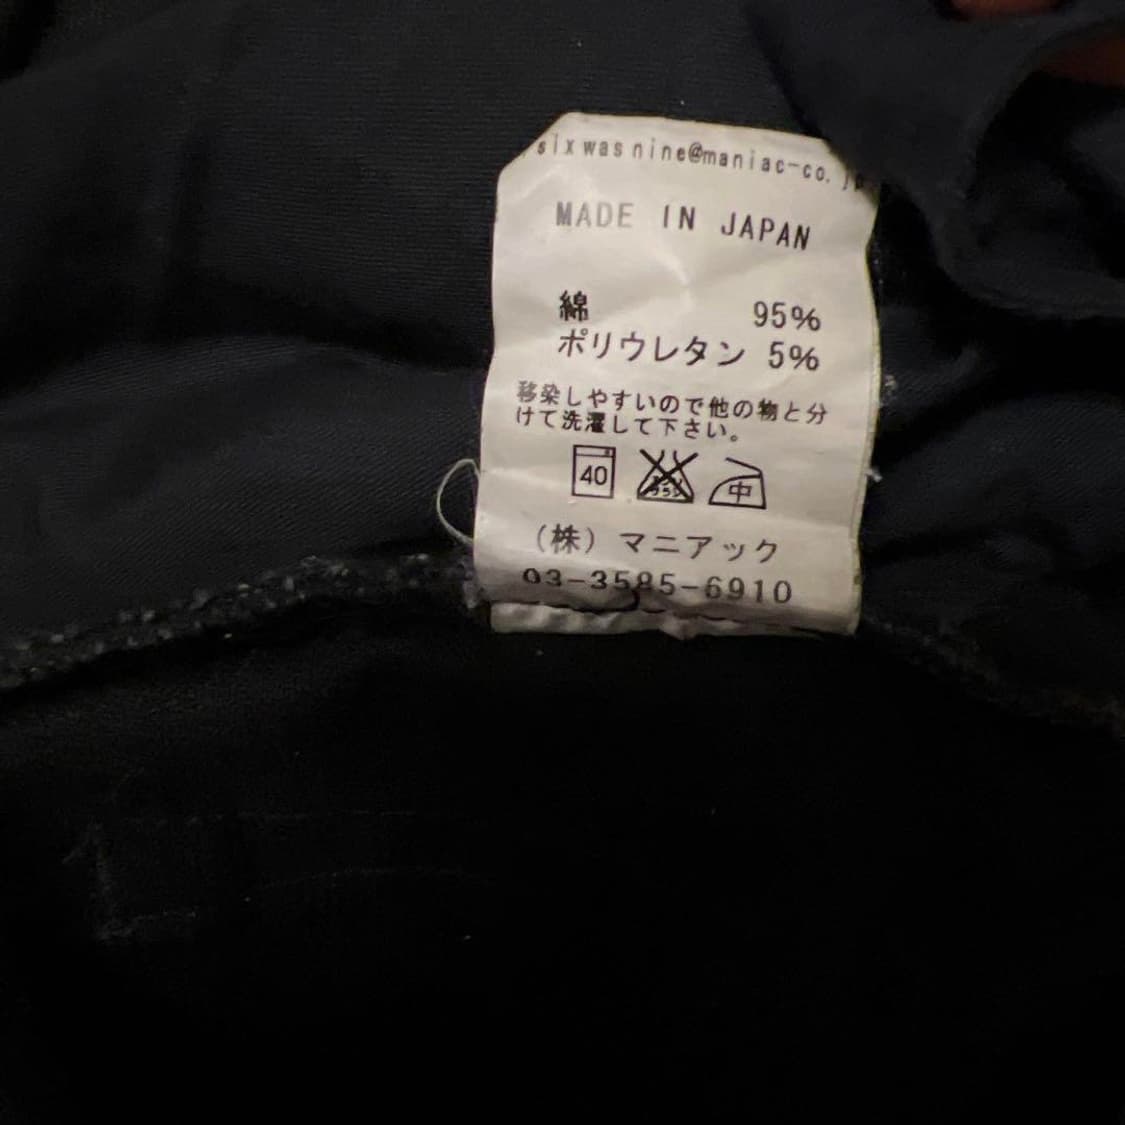 sixwasnine@maniac-co.jp
MADE IN JAPAN
綿 95%
ポリウレタン 5%
移染しやすいので他の物と分
けて洗濯して下さい。
40 中
(株) マニアック
03-3585-6910